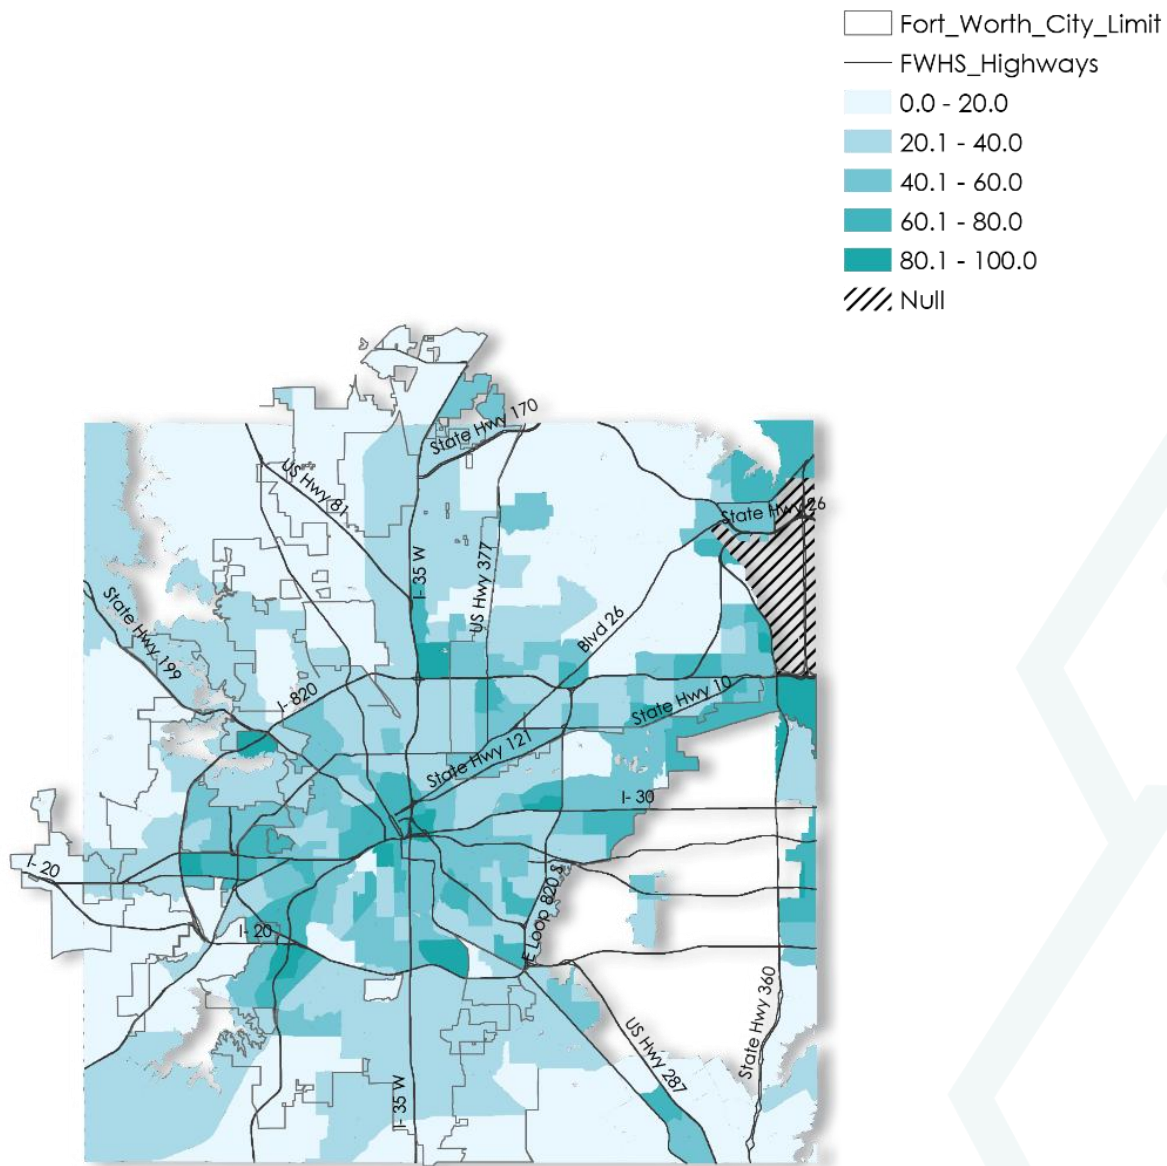 Fort_Worth_City_Limit
FWHS_Highways
0.0 - 20.0
20.1 - 40.0
40.1 - 60.0
60.1 - 80.0
80.1 - 100.0
Null
State Hwy 170
US Hwy 81
State Hwy 26
I- 35 W
US Hwy 377
State Hwy 199
Blvd 26
I- 820
State Hwy 10
State Hwy 121
I- 30
I- 20
E Loop 820 S
I- 20
State Hwy 360
US Hwy 287
I- 35 W